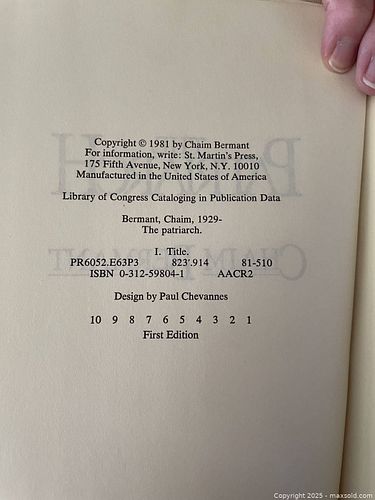 Copyright © 1981 by Chaim Bermant
For information, write: St. Martin's Press,
175 Fifth Avenue, New York, N.Y. 10010
Manufactured in the United States of America
Library of Congress Cataloging in Publication Data
Bermant, Chaim, 1929-
The patriarch.
I. Title.
PR6052.E63P3 823'.914 81-510
ISBN 0-312-59804-1 AACR2
Design by Paul Chevannes
10 9 8 7 6 5 4 3 2 1
First Edition
Copyright 2025 - maxsold.com